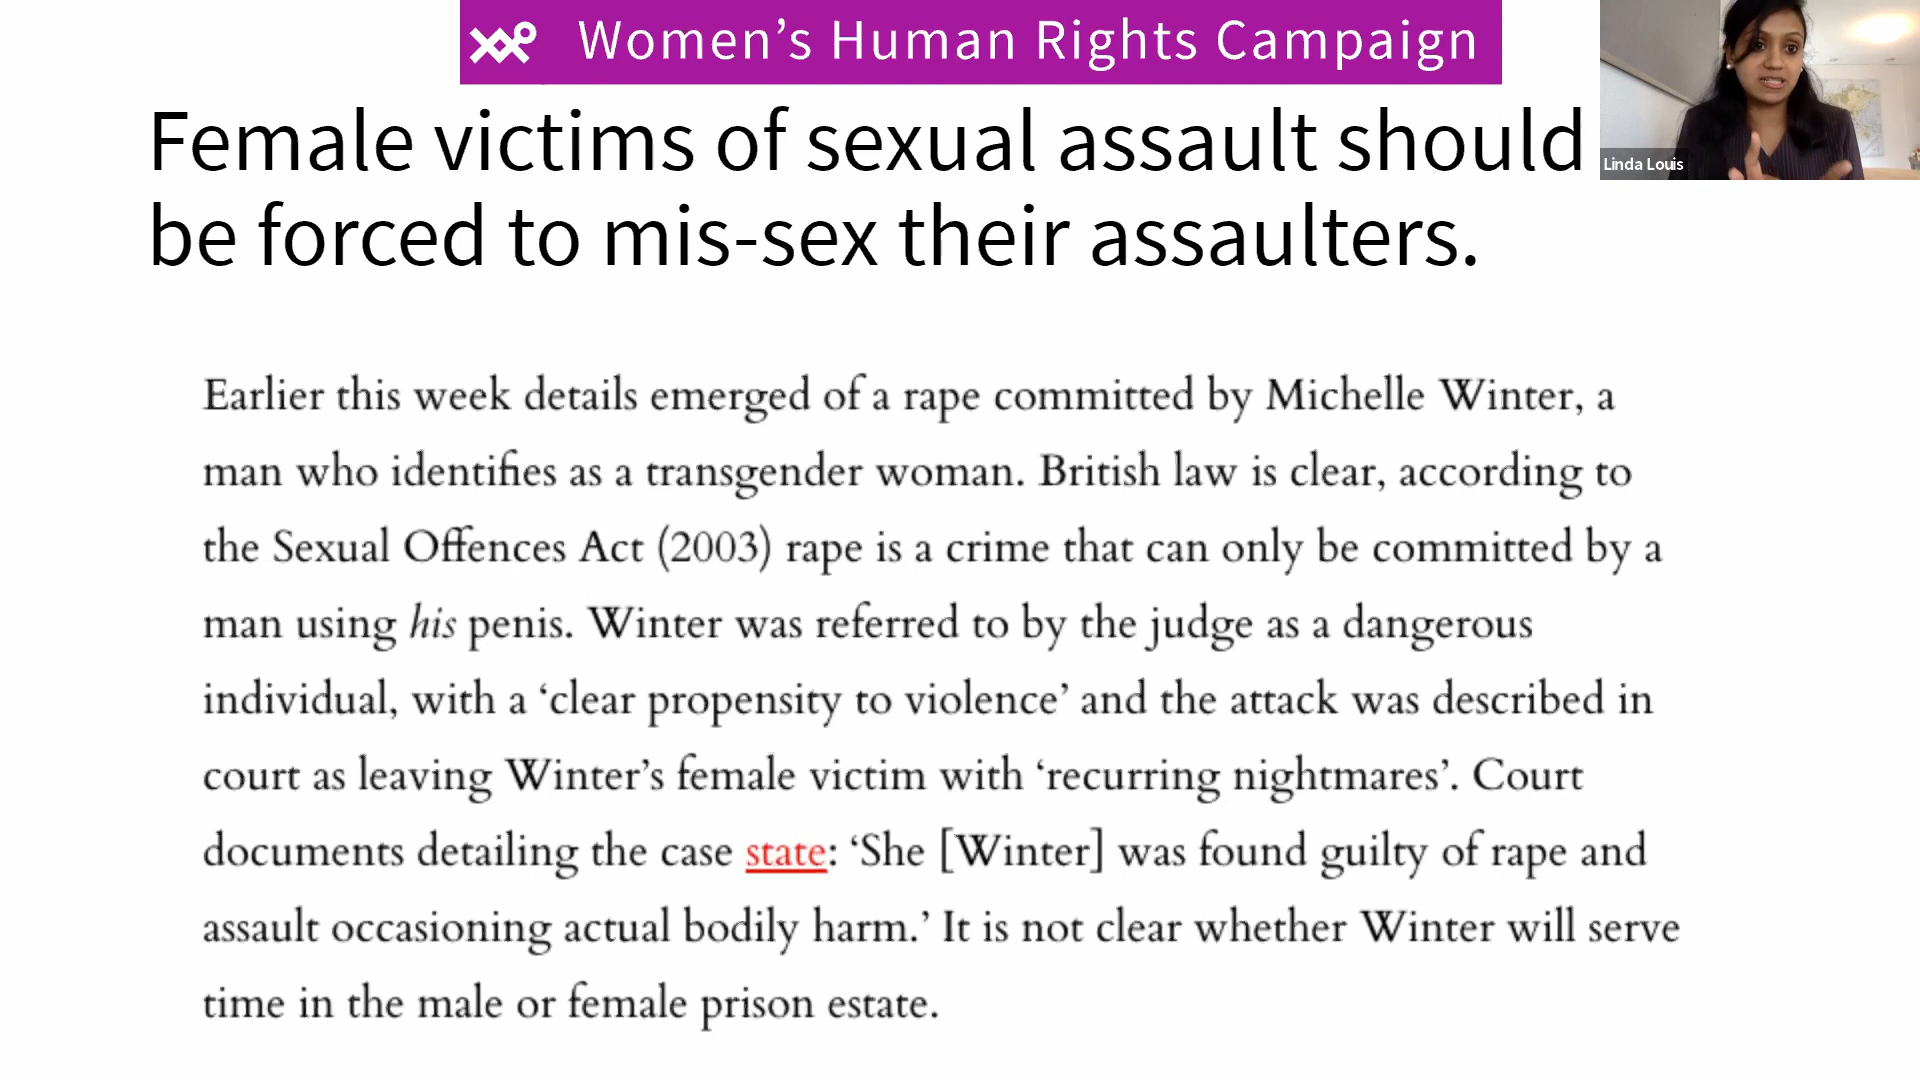 Women’s Human Rights Campaign
Female victims of sexual assault should
be forced to mis-sex their assaulters.
Linda Louis
Earlier this week details emerged of a rape committed by Michelle Winter, a
man who identifies as a transgender woman. British law is clear, according to
the Sexual Offences Act (2003) rape is a crime that can only be committed by a
man using his penis. Winter was referred to by the judge as a dangerous
individual, with a ‘clear propensity to violence’ and the attack was described in
court as leaving Winter’s female victim with ‘recurring nightmares’. Court
documents detailing the case state: ‘She [Winter] was found guilty of rape and
assault occasioning actual bodily harm.’ It is not clear whether Winter will serve
time in the male or female prison estate.